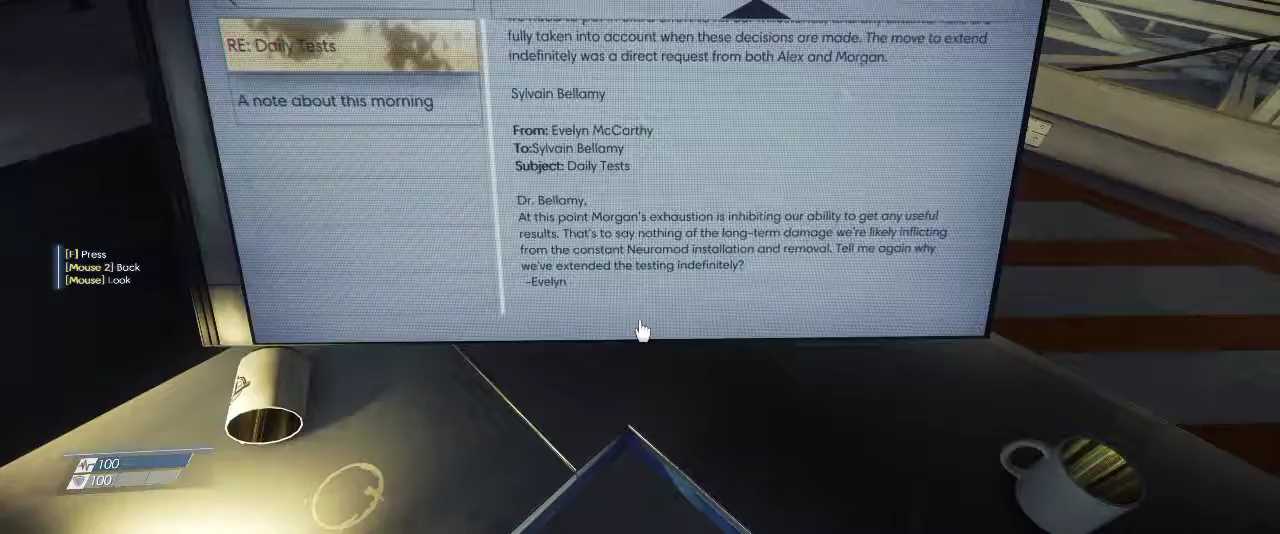 RE: Daily Tests
A note about this morning
fully taken into account when these decisions are made. The move to extend
indefinitely was a direct request from both Alex and Morgan.
Sylvain Bellamy
From: Evelyn McCarthy
To:Sylvain Bellamy
Subject: Daily Tests
Dr. Bellamy,
At this point Morgan's exhaustion is inhibiting our ability to get any useful
results. That's to say nothing of the long-term damage we're likely inflicting
from the constant Neuromod installation and removal. Tell me again why
we've extended the testing indefinitely?
-Evelyn
[F] Press
[Mouse 2] Back
[Mouse] Look
100
100